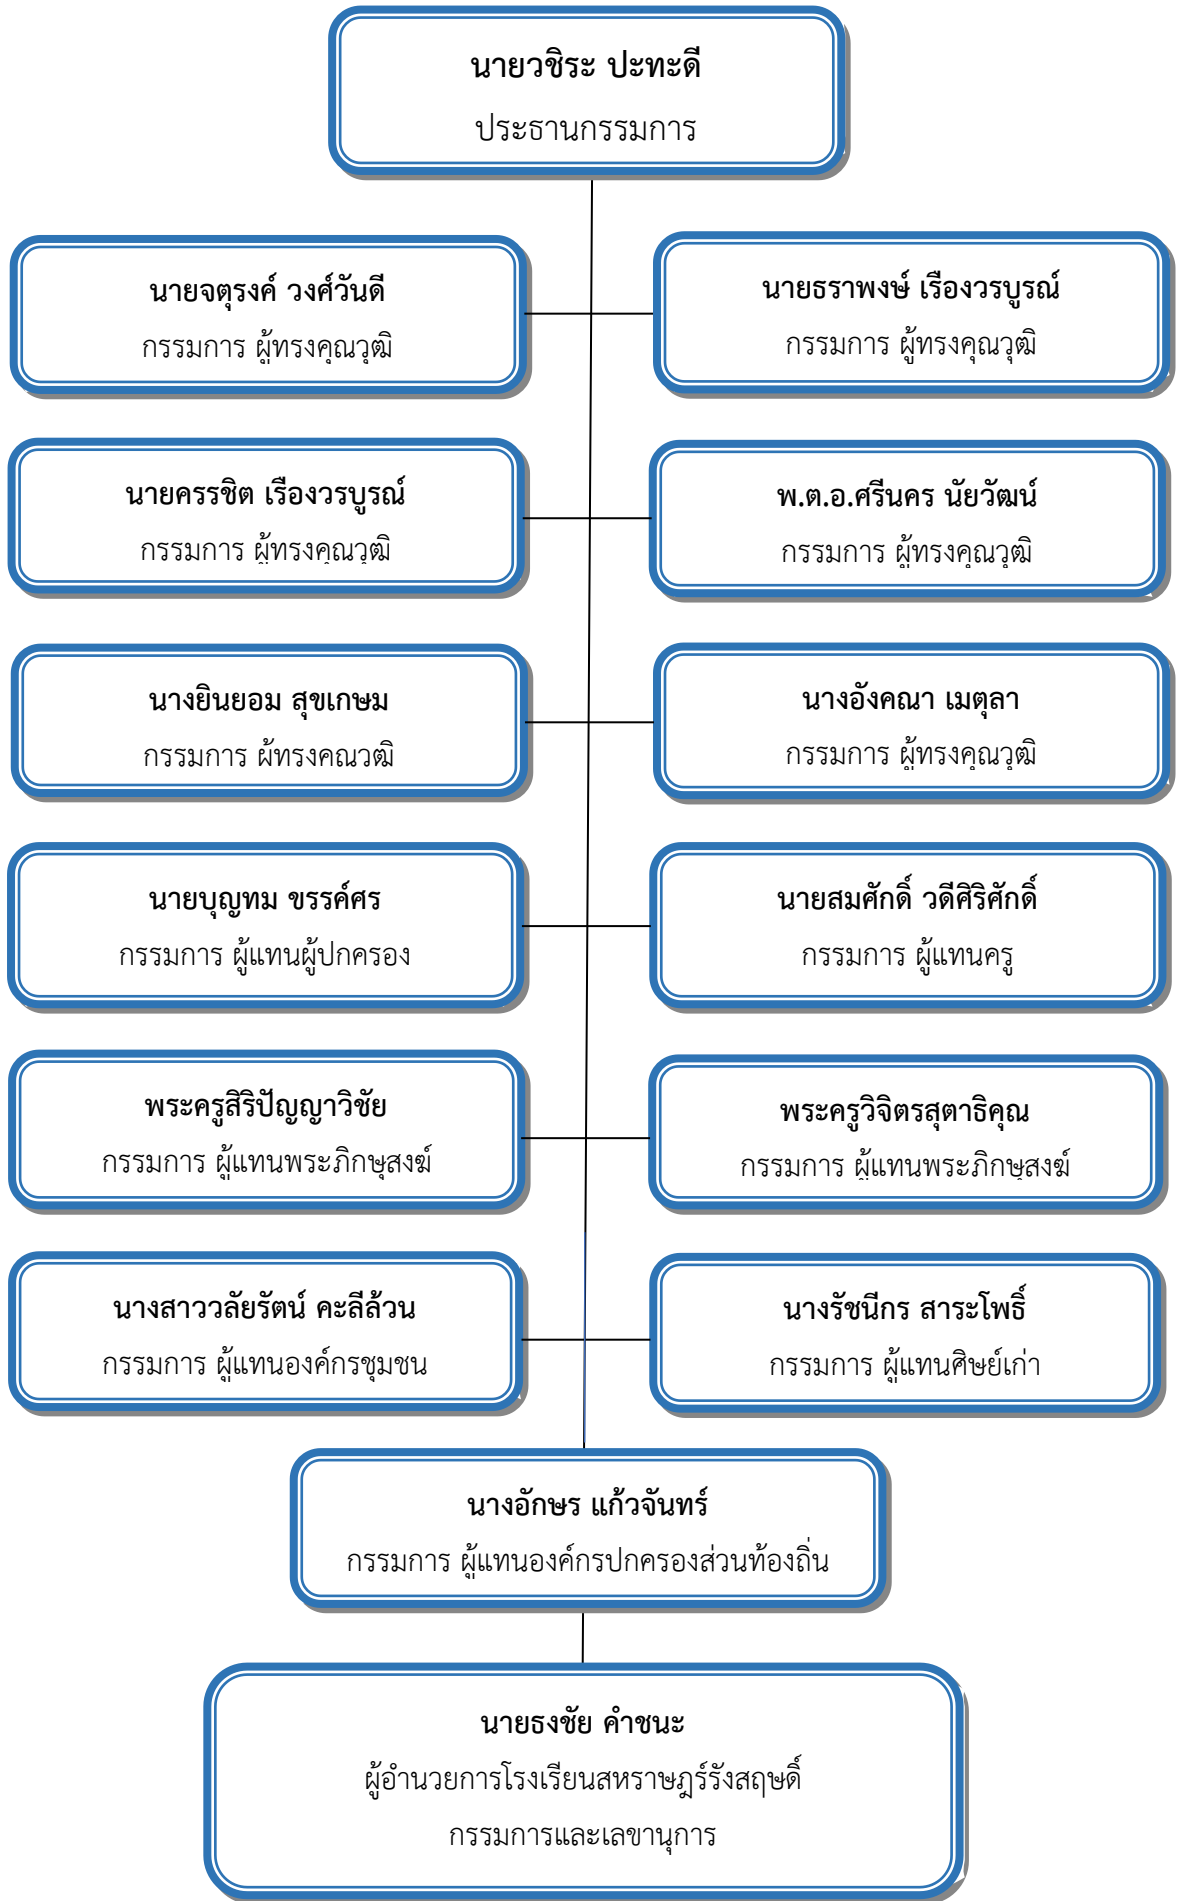 นายวชิระ ปะทะดี
ประธานกรรมการ
นายจตุรงค์ วงศ์วันดี
กรรมการ ผู้ทรงคุณวุฒิ
นายธราพงษ์ เรืองวรบูรณ์
กรรมการ ผู้ทรงคุณวุฒิ
นายครรชิต เรืองวรบูรณ์
กรรมการ ผู้ทรงคุณวุฒิ
พ.ต.อ.ศรีนคร นัยวัฒน์
กรรมการ ผู้ทรงคุณวุฒิ
นางยินยอม สุขเกษม
กรรมการ ผู้ทรงคุณวุฒิ
นางอังคณา เมตุลา
กรรมการ ผู้ทรงคุณวุฒิ
นายบุญทม ขรรค์ศร
กรรมการ ผู้แทนผู้ปกครอง
นายสมศักดิ์ วดีศิริศักดิ์
กรรมการ ผู้แทนครู
พระครูสิริปัญญาวิชัย
กรรมการ ผู้แทนพระภิกษุสงฆ์
พระครูวิจิตรสุตาธิคุณ
กรรมการ ผู้แทนพระภิกษุสงฆ์
นางสาววลัยรัตน์ คะลีล้วน
กรรมการ ผู้แทนองค์กรชุมชน
นางรัชนีกร สาระโพธิ์
กรรมการ ผู้แทนศิษย์เก่า
นางอักษร แก้วจันทร์
กรรมการ ผู้แทนองค์กรปกครองส่วนท้องถิ่น
นายธงชัย คำชนะ
ผู้อำนวยการโรงเรียนสหราษฎร์รังสฤษดิ์
กรรมการและเลขานุการ